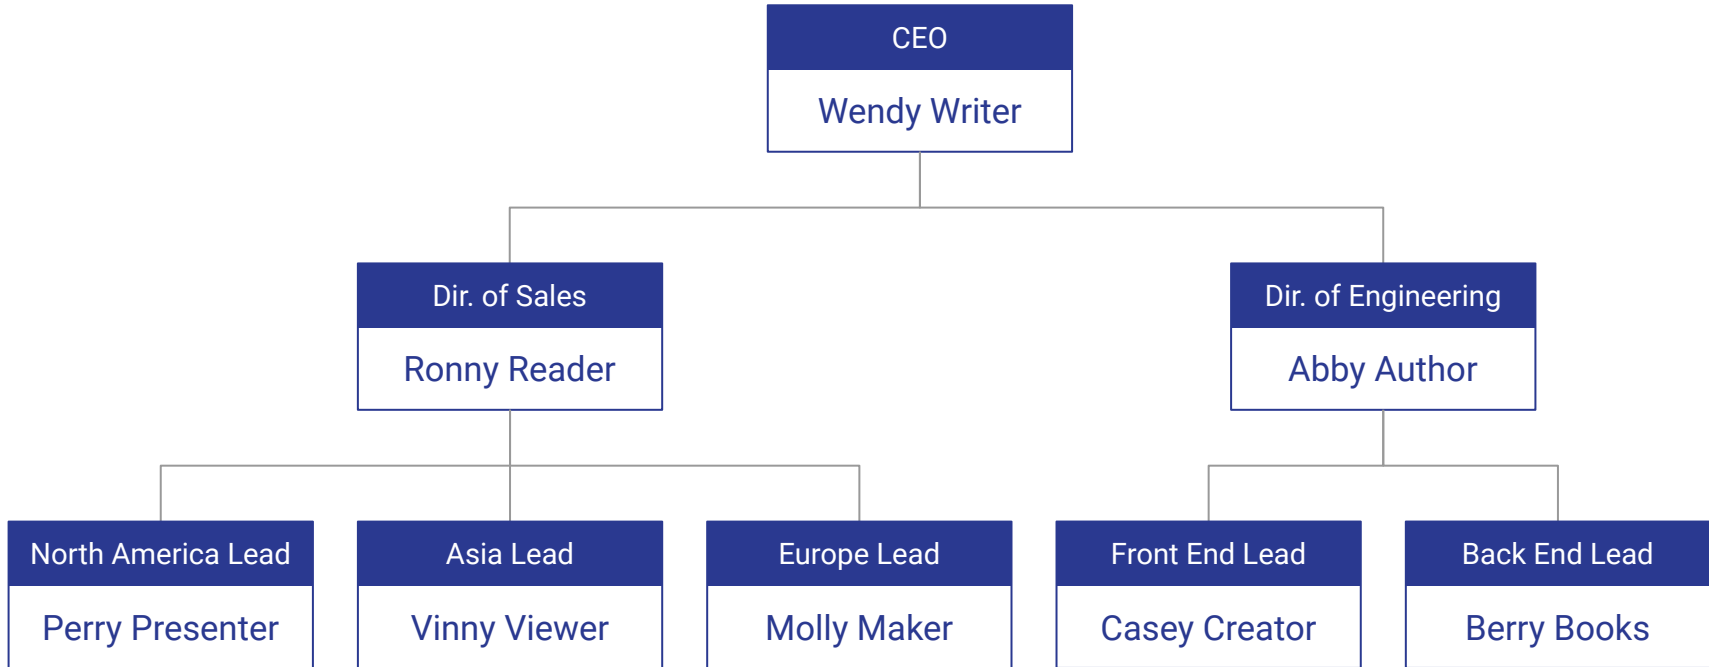 CEO
Wendy Writer
Dir. of Sales
Ronny Reader
Dir. of Engineering
Abby Author
North America Lead
Perry Presenter
Asia Lead
Vinny Viewer
Europe Lead
Molly Maker
Front End Lead
Casey Creator
Back End Lead
Berry Books